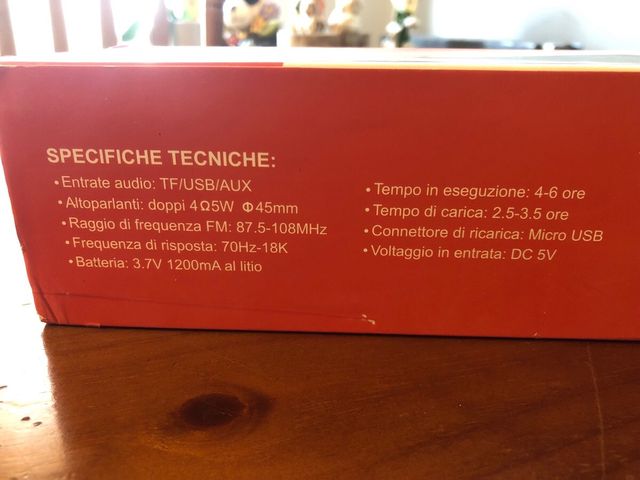 SPECIFICHE TECNICHE:
•Entrate audio: TF/USB/AUX
•Altoparlanti: doppi 4Ω5W Φ45mm
•Raggio di frequenza FM: 87.5-108MHz
•Frequenza di risposta: 70Hz-18K
•Batteria: 3.7V 1200mA al litio
•Tempo in eseguzione: 4-6 ore
•Tempo di carica: 2.5-3.5 ore
•Connettore di ricarica: Micro USB
•Voltaggio in entrata: DC 5V